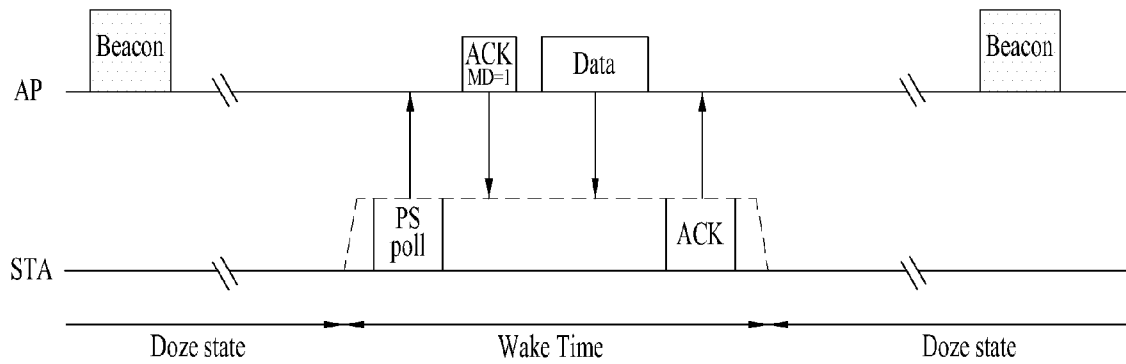 Beacon
ACK
MD=1
Data
Beacon
AP
PS
poll
ACK
STA
Doze state
Wake Time
Doze state